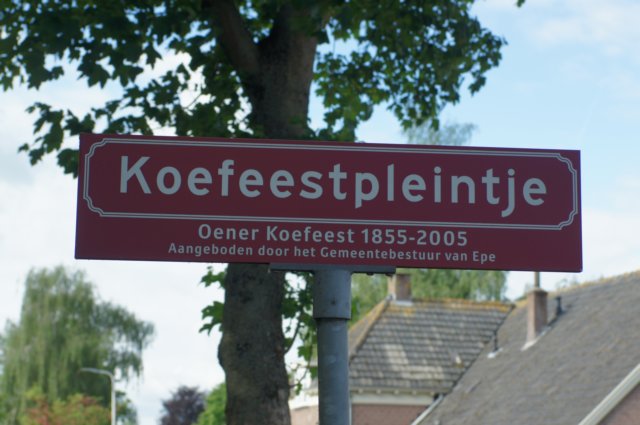 Koefeestpleintje
Oener Koefeest 1855-2005
Aangeboden door het Gemeentebestuur van Epe